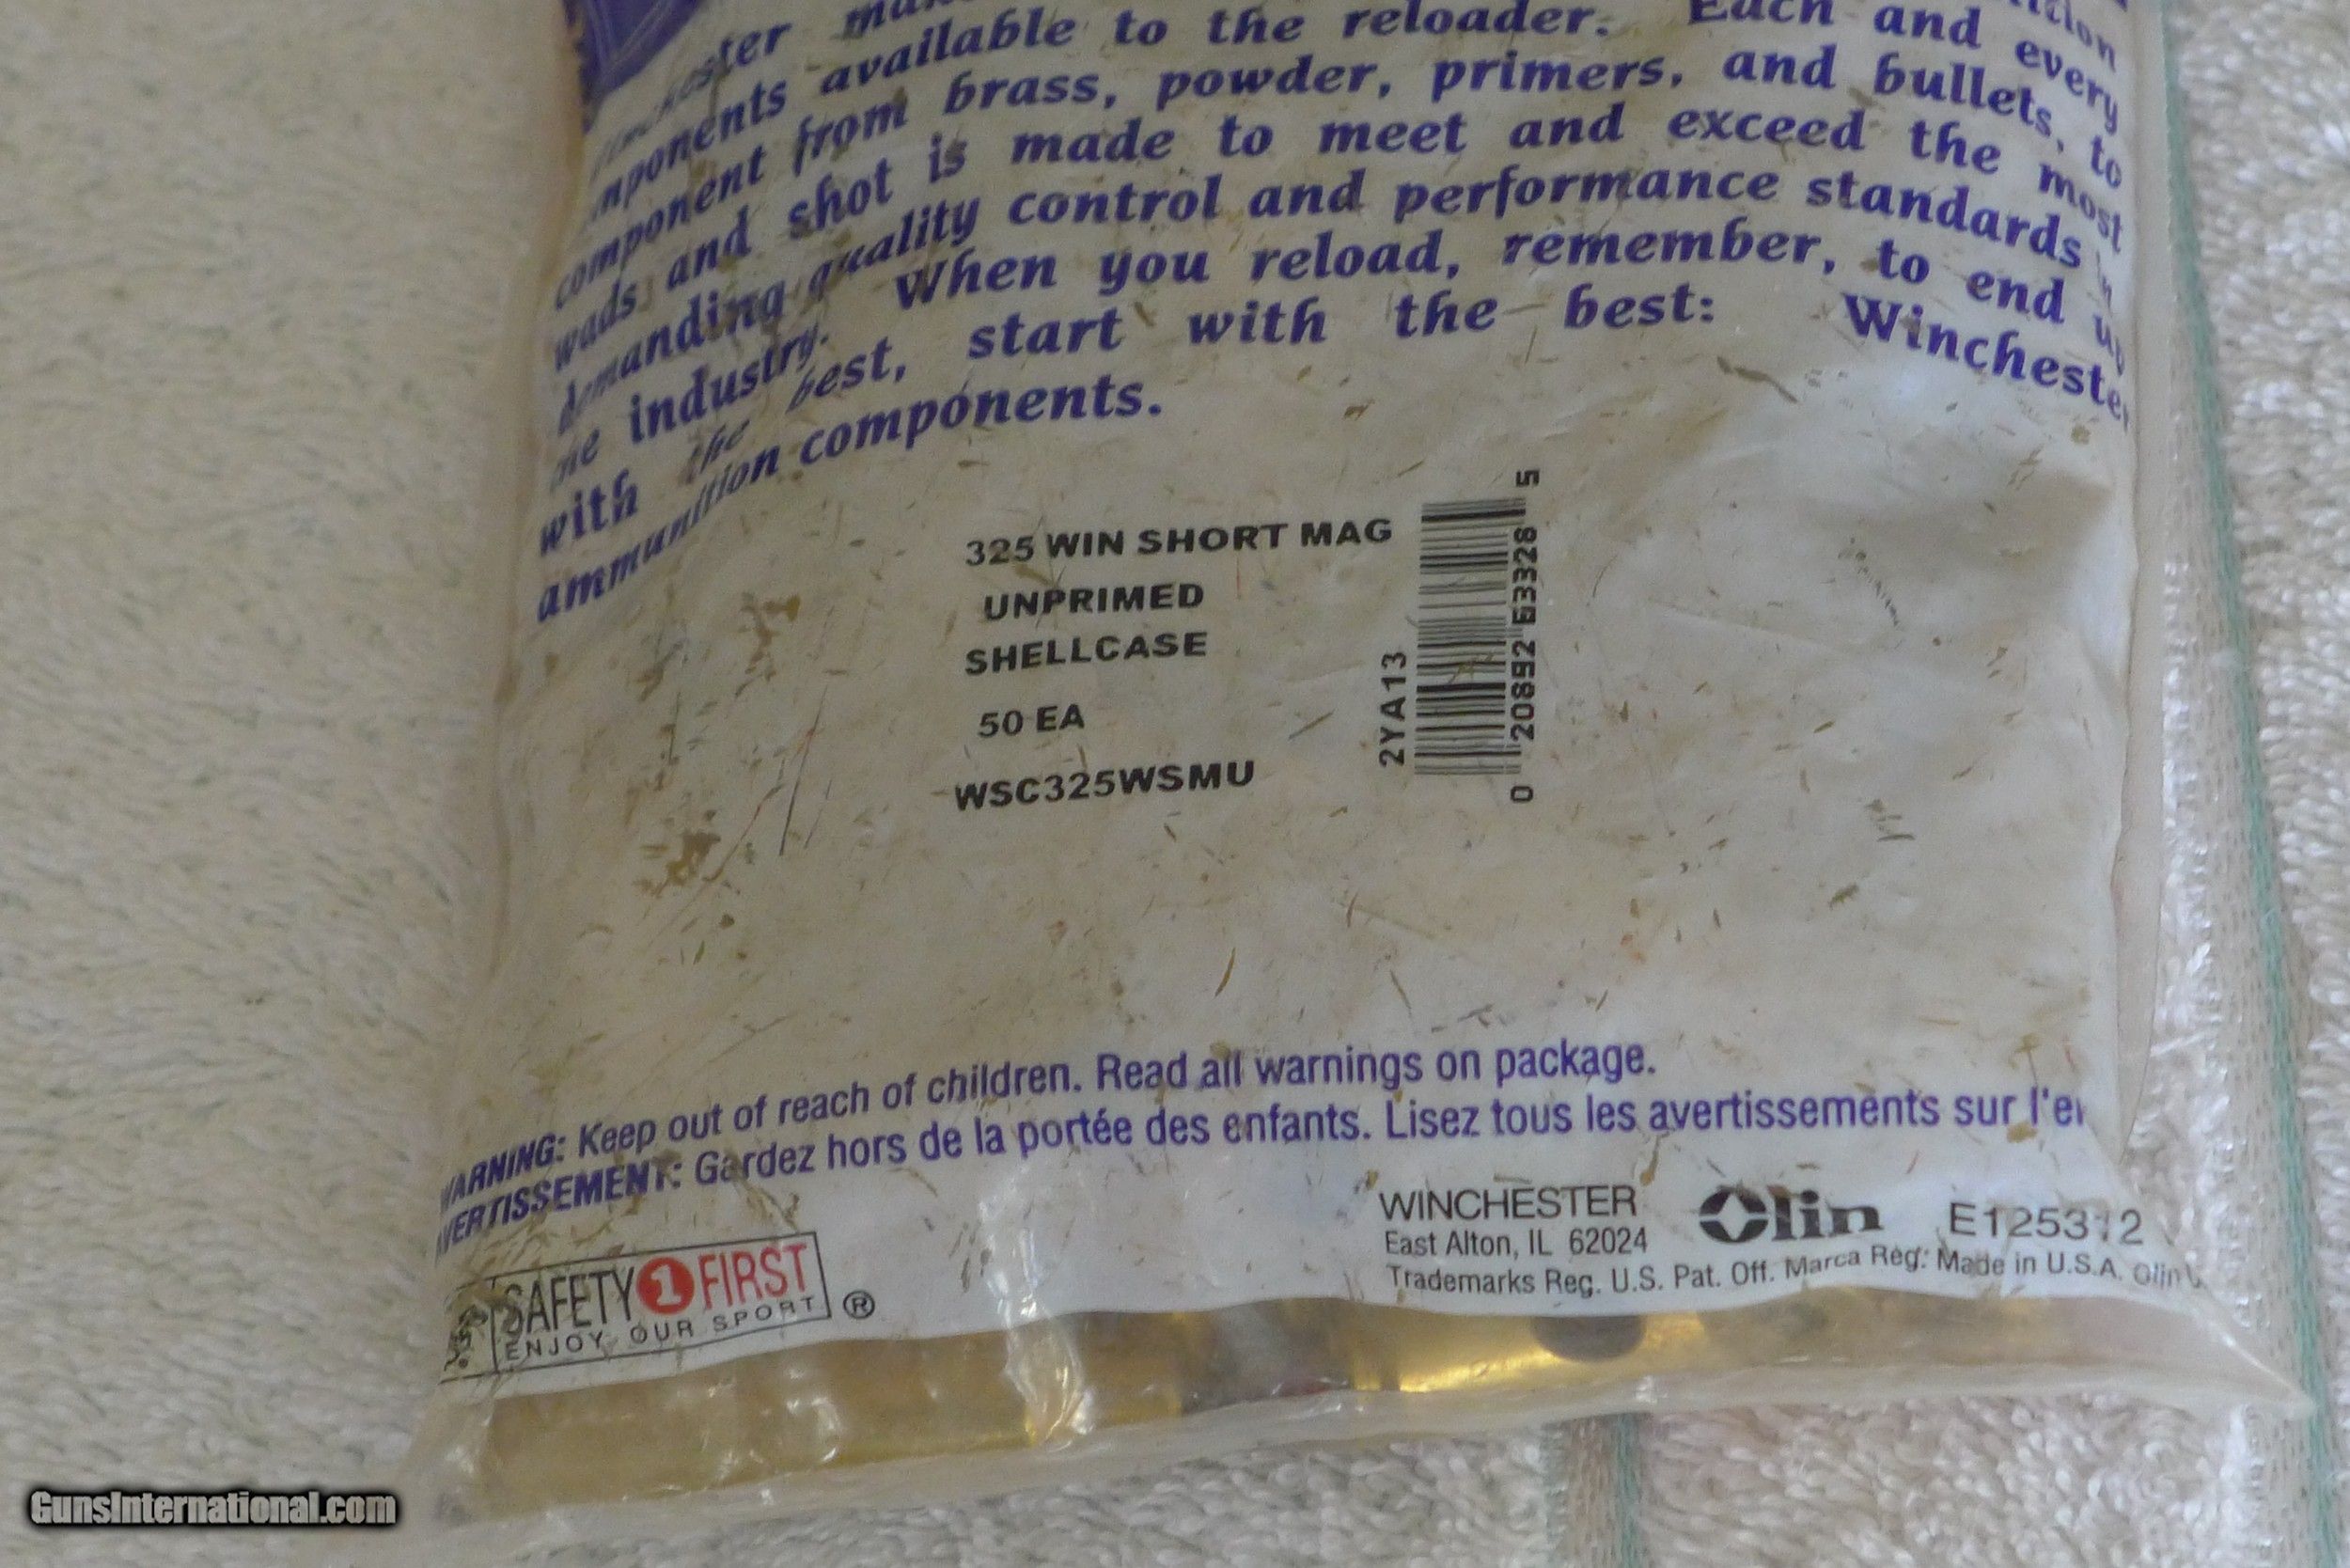 available to the reloader. Each and every
component from brass, powder, primers, and bullets, to
wads and shot is made to meet and exceed the most
demanding quality control and performance standards in
the industry. When you reload, remember, to end up
with the best, start with the best: Winchester
ammunition components.
325 WIN SHORT MAG
UNPRIMED
SHELLCASE
50 EA
WSC325WSMU
2YA13
0 20892 63328 5
WARNING: Keep out of reach of children. Read all warnings on package.
AVERTISSEMENT: Gardez hors de la portée des enfants. Lisez tous les avertissements sur
SAFETY 1 FIRST
ENJOY OUR SPORT ®
WINCHESTER
East Alton, IL 62024
Olin
E125312
Trademarks Reg. U.S. Pat. Off. Marca Reg. Made in U.S.A. Olin
GunsInternational.com